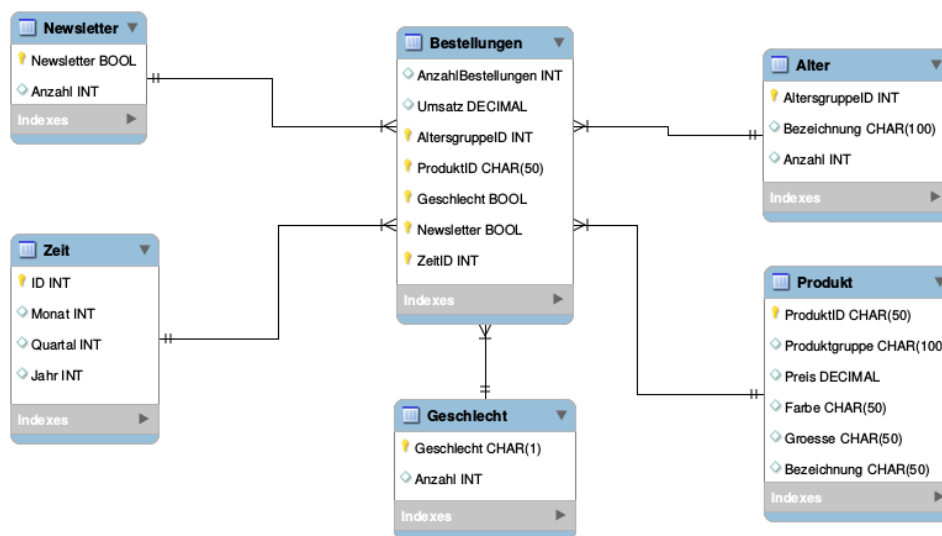 Newsletter
Newsletter BOOL
Anzahl INT
Indexes
Bestellungen
AnzahlBestellungen INT
Umsatz DECIMAL
AltersgruppeID INT
ProduktID CHAR(50)
Geschlecht BOOL
Newsletter BOOL
ZeitID INT
Indexes
Alter
AltersgruppeID INT
Bezeichnung CHAR(100)
Anzahl INT
Indexes
Zeit
ID INT
Monat INT
Quartal INT
Jahr INT
Indexes
Geschlecht
Geschlecht CHAR(1)
Anzahl INT
Indexes
Produkt
ProduktID CHAR(50)
Produktgruppe CHAR(100
Preis DECIMAL
Farbe CHAR(50)
Groesse CHAR(50)
Bezeichnung CHAR(50)
Indexes